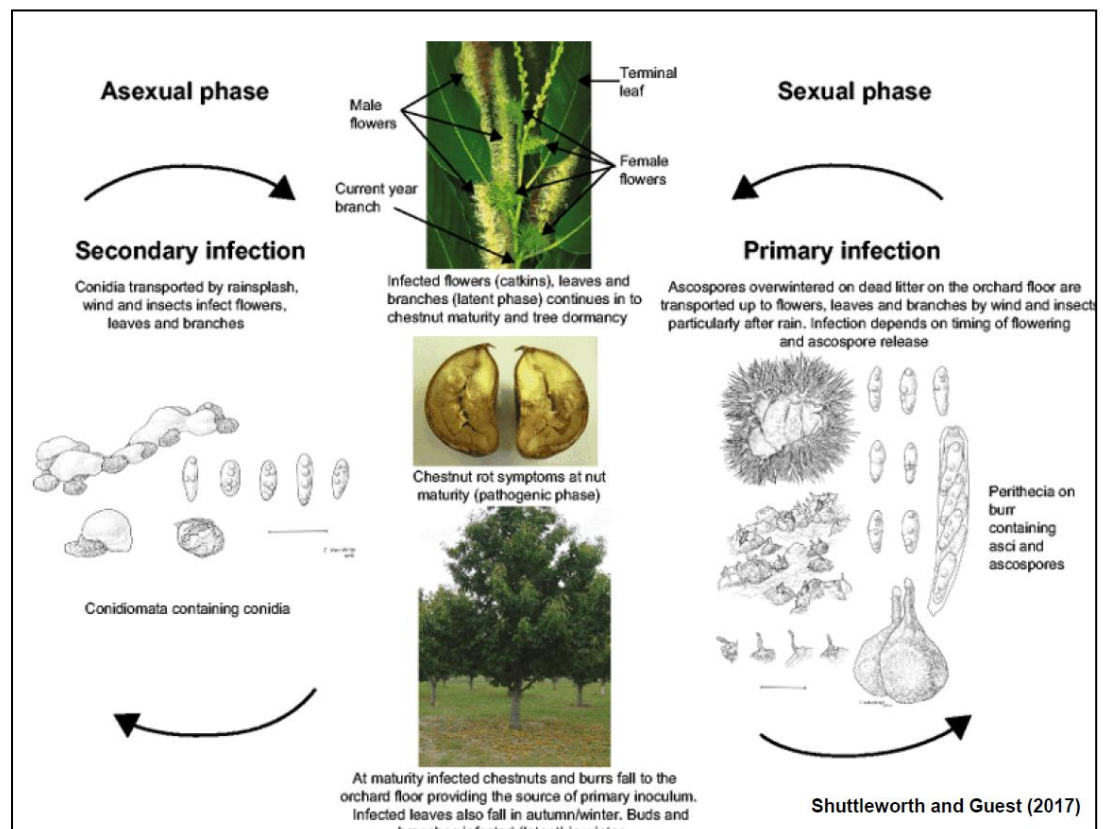 Asexual phase
Sexual phase
Male
flowers
Terminal
leaf
Female
flowers
Current year
branch
Secondary infection
Conidia transported by rainsplash,
wind and insects infect flowers,
leaves and branches
Infected flowers (catkins), leaves and
branches (latent phase) continues in to
chestnut maturity and tree dormancy
Primary infection
Ascospores overwintered on dead litter on the orchard floor are
transported up to flowers, leaves and branches by wind and insects
particularly after rain. Infection depends on timing of flowering
and ascospore release
Chestnut rot symptoms at nut
maturity (pathogenic phase)
Perithecia on
burr
containing
asci and
ascospores
Conidiomata containing conidia
At maturity infected chestnuts and burrs fall to the
orchard floor providing the source of primary inoculum.
Infected leaves also fall in autumn/winter. Buds and
Shuttleworth and Guest (2017)